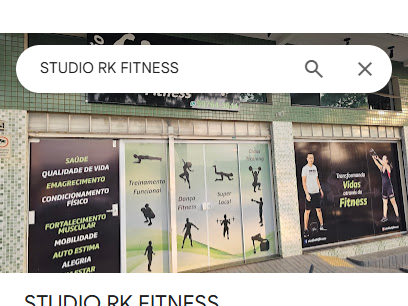 STUDIO RK FITNESS
Fitness
SAÚDE
QUALIDADE DE VIDA
EMAGRECIMENTO
CONDICIONAMENTO
FÍSICO
FORTALECIMENTO
MUSCULAR
MOBILIDADE
AUTO ESTIMA
ALEGRIA
Treinamento
Funcional
Dança
Fitness
Super
Local
Cross
Training
Transformando
Vidas
através do
Fitness
STUDIO RK FITNESS